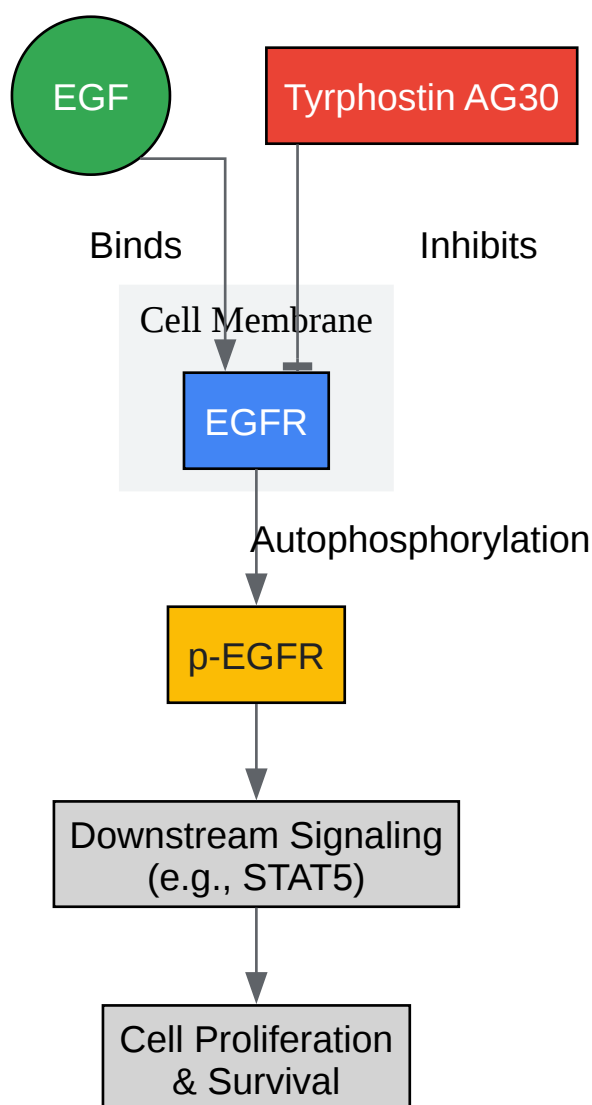 EGF
Tyrphostin AG30
Binds
Inhibits
Cell Membrane
EGFR
Autophosphorylation
p-EGFR
Downstream Signaling
(e.g., STAT5)
Cell Proliferation
& Survival